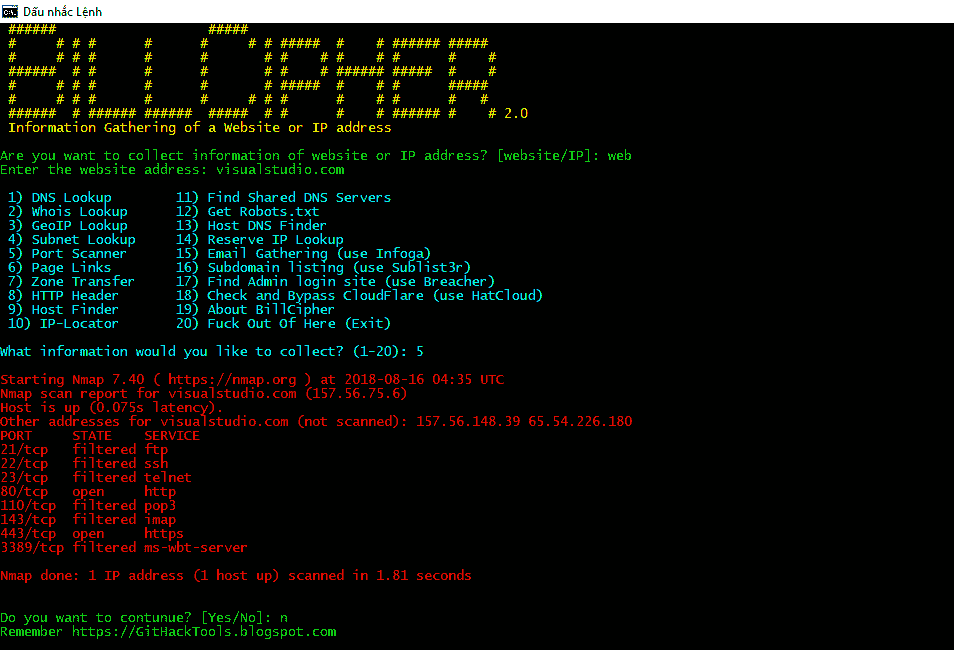 Dấu nhắc Lệnh
BILLCIPHER 2.0
Information Gathering of a Website or IP address
Are you want to collect information of website or IP address? [website/IP]: web
Enter the website address: visualstudio.com
1) DNS Lookup 11) Find Shared DNS Servers
2) Whois Lookup 12) Get Robots.txt
3) GeoIP Lookup 13) Host DNS Finder
4) Subnet Lookup 14) Reserve IP Lookup
5) Port Scanner 15) Email Gathering (use Infoga)
6) Page Links 16) Subdomain listing (use Sublist3r)
7) Zone Transfer 17) Find Admin login site (use Breacher)
8) HTTP Header 18) Check and Bypass CloudFlare (use HatCloud)
9) Host Finder 19) About BillCipher
10) IP-Locator 20) Fuck Out Of Here (Exit)
What information would you like to collect? (1-20): 5
Starting Nmap 7.40 ( https://nmap.org ) at 2018-08-16 04:35 UTC
Nmap scan report for visualstudio.com (157.56.75.6)
Host is up (0.075s latency).
Other addresses for visualstudio.com (not scanned): 157.56.148.39 65.54.226.180
PORT STATE SERVICE
21/tcp filtered ftp
22/tcp filtered ssh
23/tcp filtered telnet
80/tcp open http
110/tcp filtered pop3
143/tcp filtered imap
443/tcp open https
3389/tcp filtered ms-wbt-server
Nmap done: 1 IP address (1 host up) scanned in 1.81 seconds
Do you want to contunue? [Yes/No]: n
Remember https://GitHackTools.blogspot.com